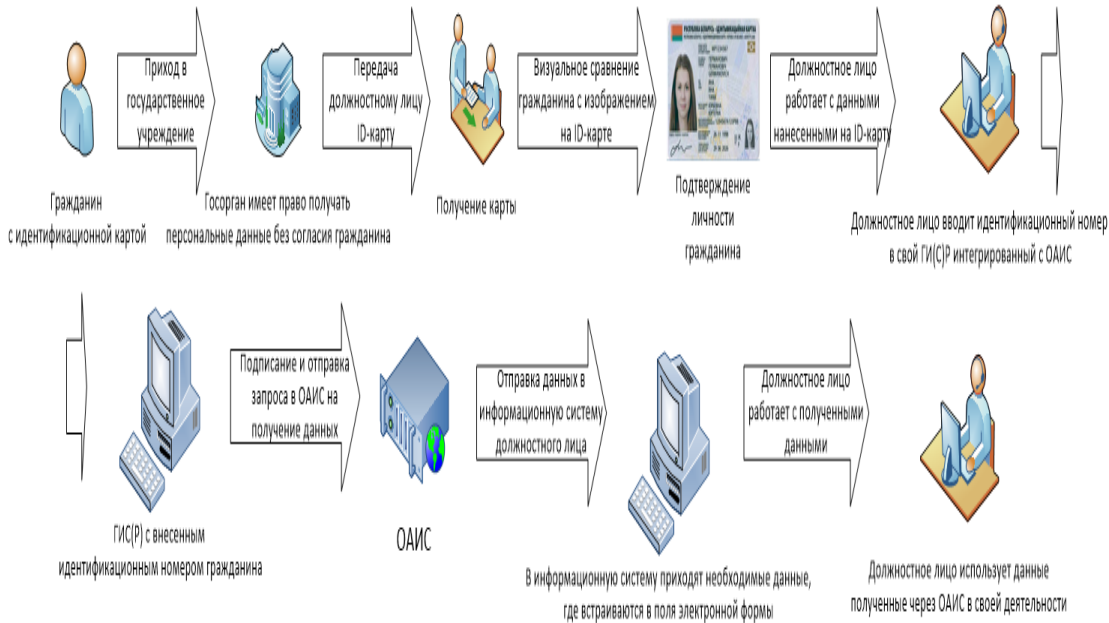 Приход в
государственное
учреждение
Передача
должностному лицу
ID-карту
Визуальное сравнение
гражданина с изображением
на ID-карте
Должностное лицо
работает с данными
нанесенными на ID-карту
Гражданин
с идентификационной картой
Госорган имеет право получать
персональные данные без согласия гражданина
Получение карты
Подтверждение
личности
гражданина
Должностное лицо вводит идентификационный номер
в свой ГИ(С)Р интегрированный с ОАИС
Подписание и отправка
запроса в ОАИС на
получение данных
Отправка данных в
информационную систему
должностного лица
Должностное лицо
работает с полученными
данными
ГИС(Р) с внесенным
идентификационным номером гражданина
ОАИС
В информационную систему приходят необходимые данные,
где встраиваются в поля электронной формы
Должностное лицо использует данные
полученные через ОАИС в своей деятельности